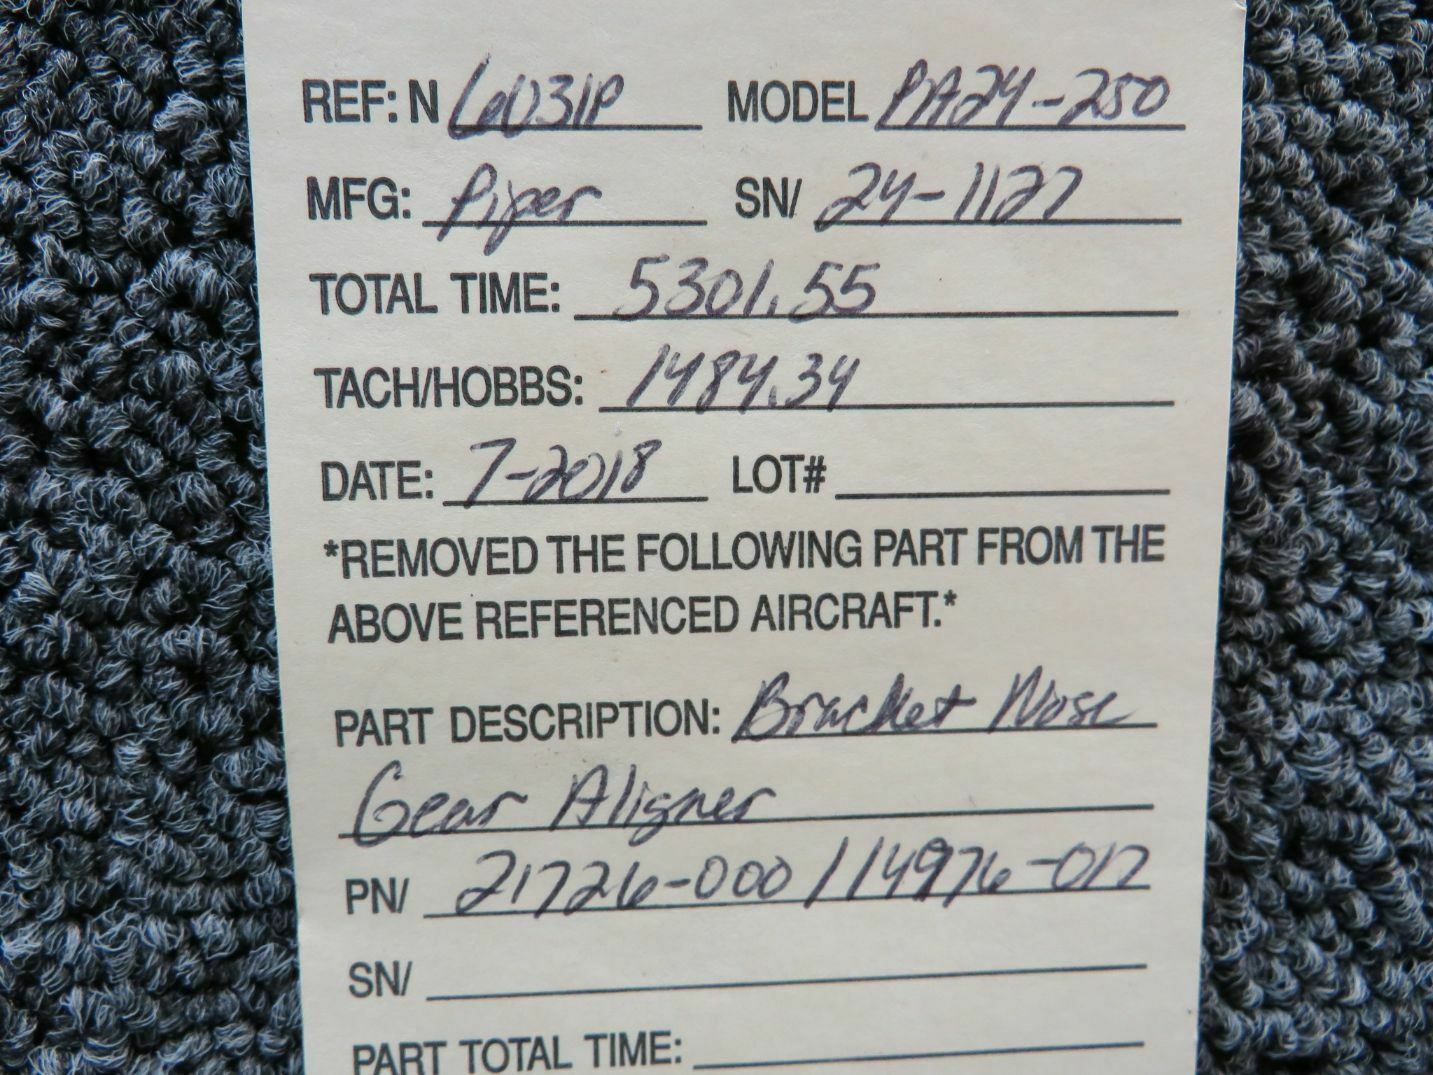 REF: N 6031P MODEL PA24-250
MFG: Piper SN/ 24-1127
TOTAL TIME: 5301.55
TACH/HOBBS: 1484.34
DATE: 7-2018 LOT#
*REMOVED THE FOLLOWING PART FROM THE
ABOVE REFERENCED AIRCRAFT.*
PART DESCRIPTION: Bracket Nose
Gear Aligner
PN/ 21726-000 / 14976-017
SN/
PART TOTAL TIME: